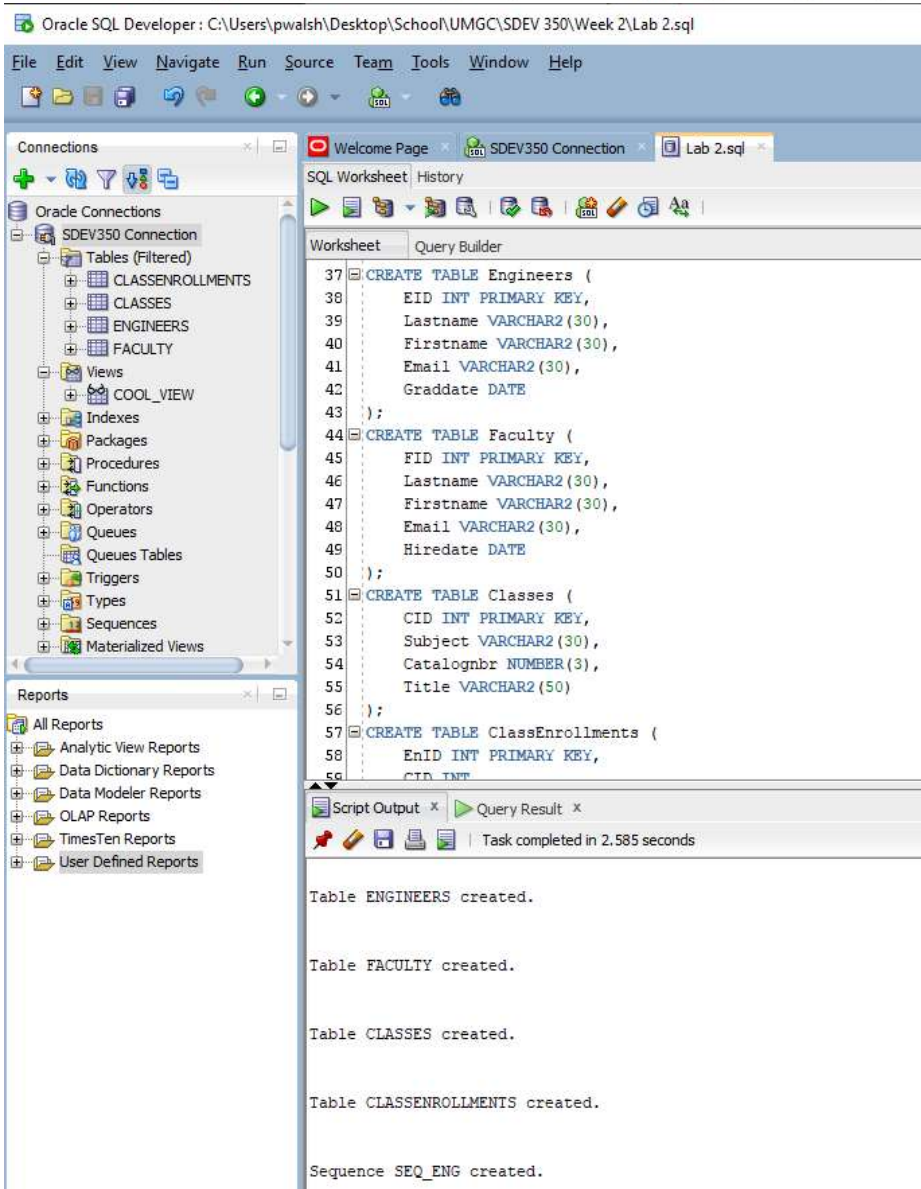 Oracle SQL Developer : C:\Users\pwalsh\Desktop\School\UMGC\SDEV 350\Week 2\Lab 2.sql
File Edit View Navigate Run Source Team Tools Window Help
Connections
Oracle Connections
SDEV350 Connection
Tables (Filtered)
CLASSENROLLMENTS
CLASSES
ENGINEERS
FACULTY
Views
COOL_VIEW
Indexes
Packages
Procedures
Functions
Operators
Queues
Queues Tables
Triggers
Types
Sequences
Materialized Views
Reports
All Reports
Analytic View Reports
Data Dictionary Reports
Data Modeler Reports
OLAP Reports
TimesTen Reports
User Defined Reports
Welcome Page SDEV350 Connection Lab 2.sql
SQL Worksheet History
Worksheet Query Builder
37 CREATE TABLE Engineers (
38 EID INT PRIMARY KEY,
39 Lastname VARCHAR2(30),
40 Firstname VARCHAR2(30),
41 Email VARCHAR2(30),
42 Graddate DATE
43 );
44 CREATE TABLE Faculty (
45 FID INT PRIMARY KEY,
46 Lastname VARCHAR2(30),
47 Firstname VARCHAR2(30),
48 Email VARCHAR2(30),
49 Hiredate DATE
50 );
51 CREATE TABLE Classes (
52 CID INT PRIMARY KEY,
53 Subject VARCHAR2(30),
54 Catalognbr NUMBER(3),
55 Title VARCHAR2(50)
56 );
57 CREATE TABLE ClassEnrollments (
58 EnID INT PRIMARY KEY,
59 CID INT
Script Output x Query Result x
Task completed in 2.585 seconds
Table ENGINEERS created.
Table FACULTY created.
Table CLASSES created.
Table CLASSENROLLMENTS created.
Sequence SEQ_ENG created.